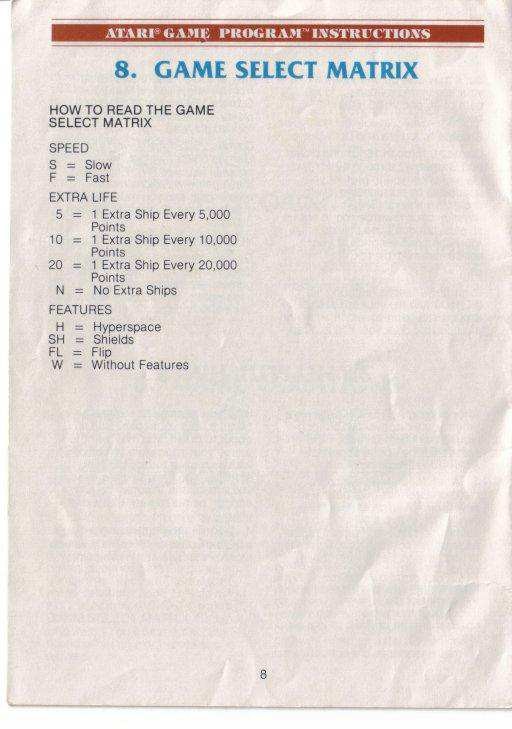 ATARI® GAME PROGRAM™ INSTRUCTIONS
8. GAME SELECT MATRIX
HOW TO READ THE GAME
SELECT MATRIX
SPEED
S = Slow
F = Fast
EXTRA LIFE
5 = 1 Extra Ship Every 5,000
Points
10 = 1 Extra Ship Every 10,000
Points
20 = 1 Extra Ship Every 20,000
Points
N = No Extra Ships
FEATURES
H = Hyperspace
SH = Shields
FL = Flip
W = Without Features
8